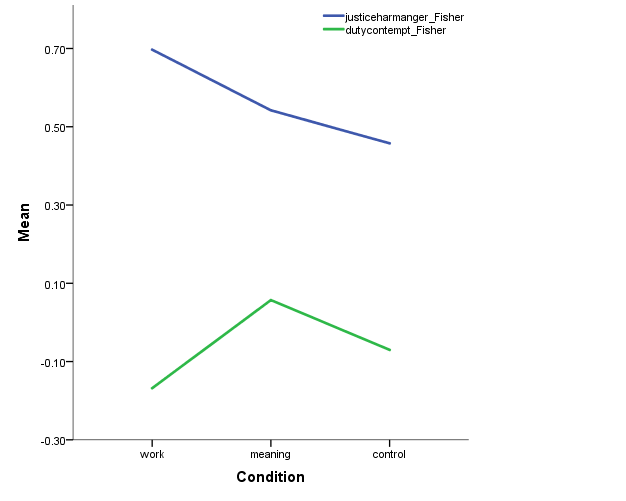 justiceharmanger_Fisher
dutycontempt_Fisher
0.70
0.50
0.30
0.10
-0.10
-0.30
Mean
work meaning control
Condition